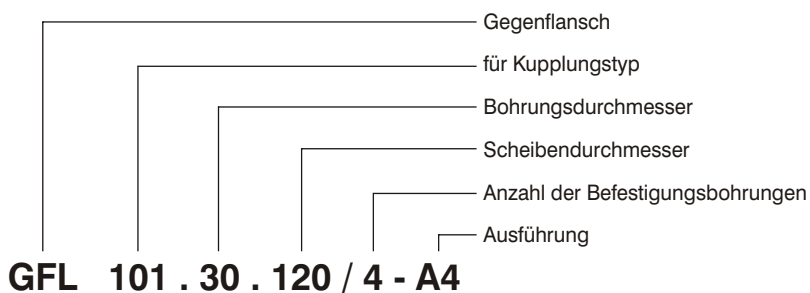 Gegenflansch
für Kupplungstyp
Bohrungsdurchmesser
Scheibendurchmesser
Anzahl der Befestigungsbohrungen
Ausführung
GFL 101 . 30 . 120 / 4 - A4